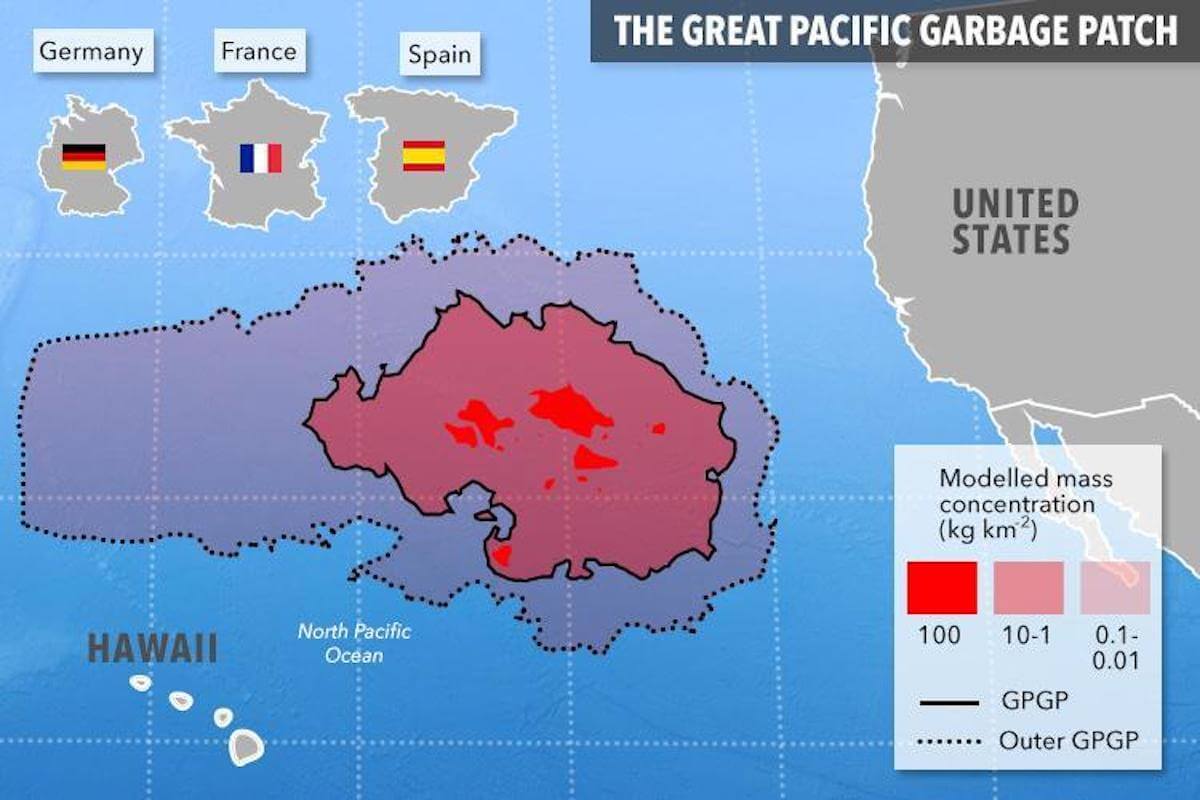 THE GREAT PACIFIC GARBAGE PATCH
Germany
France
Spain
UNITED
STATES
Modelled mass
concentration
(kg km⁻²)
100
10-1
0.1-
0.01
GPGP
Outer GPGP
North Pacific
Ocean
HAWAII